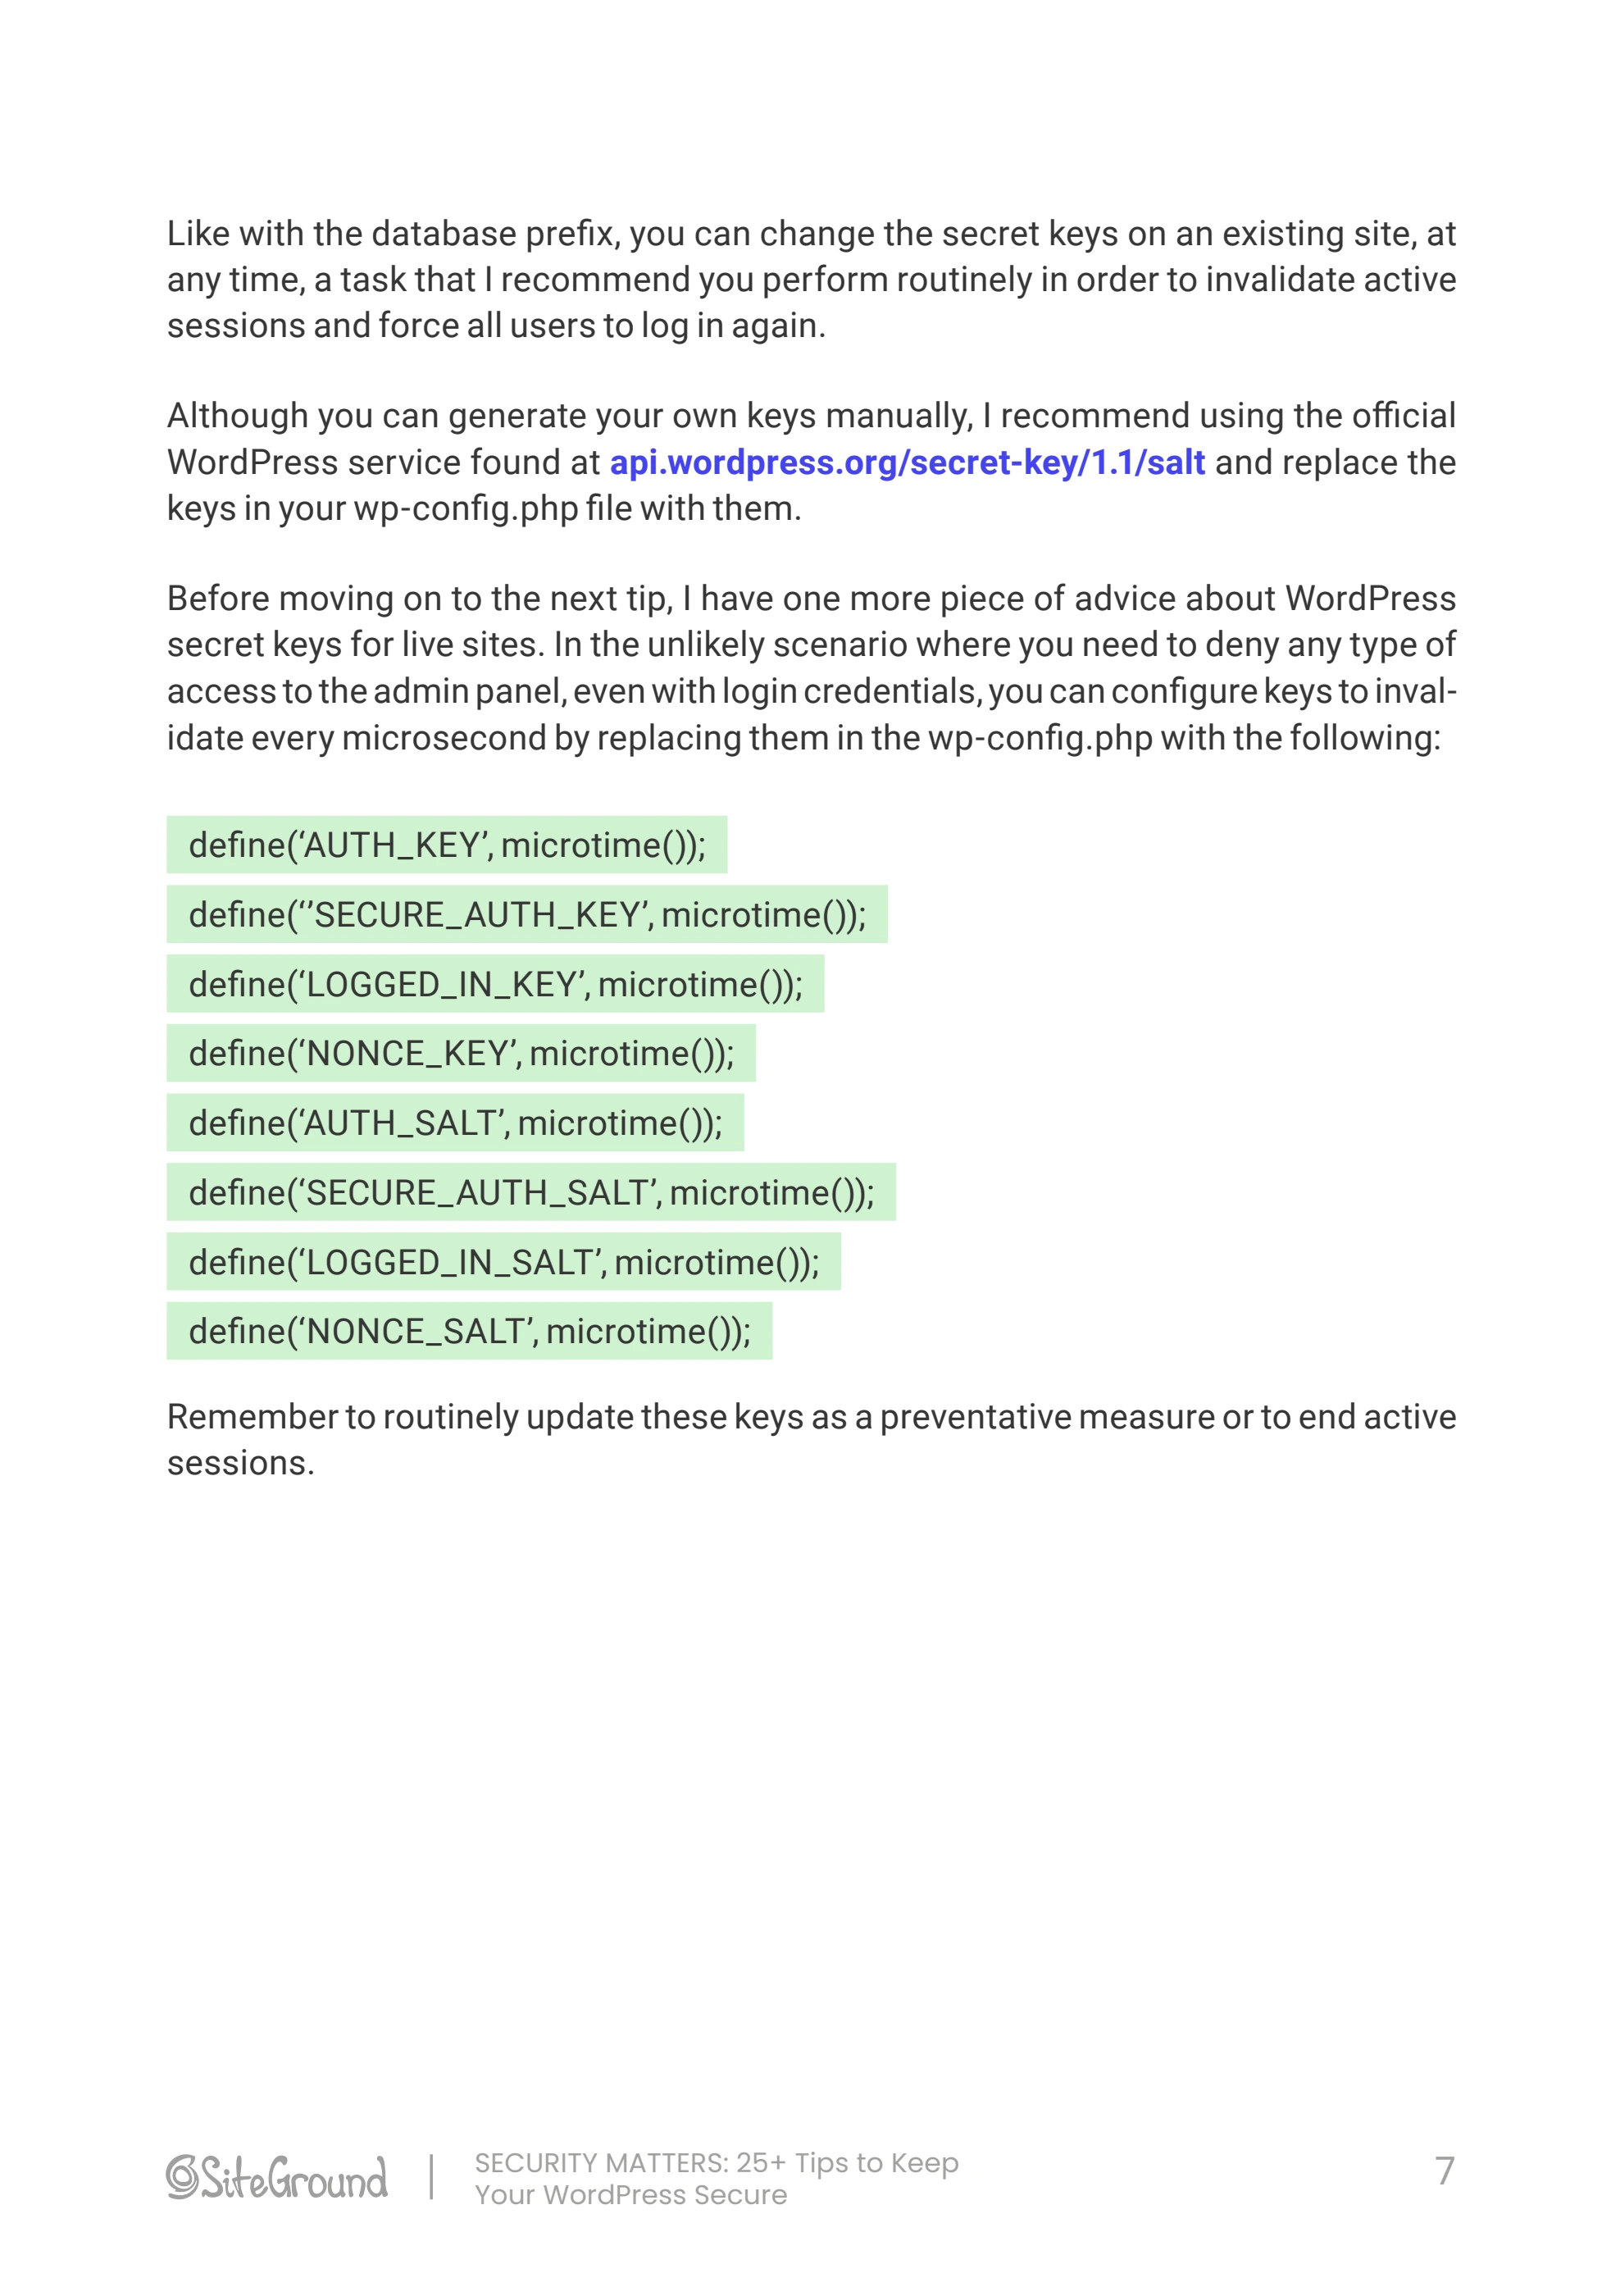 Like with the database prefix, you can change the secret keys on an existing site, at
any time, a task that I recommend you perform routinely in order to invalidate active
sessions and force all users to log in again.
Although you can generate your own keys manually, I recommend using the official
WordPress service found at api.wordpress.org/secret-key/1.1/salt and replace the
keys in your wp-config.php file with them.
Before moving on to the next tip, I have one more piece of advice about WordPress
secret keys for live sites. In the unlikely scenario where you need to deny any type of
access to the admin panel, even with login credentials, you can configure keys to inval-
idate every microsecond by replacing them in the wp-config.php with the following:
define(‘AUTH_KEY’, microtime());
define(‘’SECURE_AUTH_KEY’, microtime());
define(‘LOGGED_IN_KEY’, microtime());
define(‘NONCE_KEY’, microtime());
define(‘AUTH_SALT’, microtime());
define(‘SECURE_AUTH_SALT’, microtime());
define(‘LOGGED_IN_SALT’, microtime());
define(‘NONCE_SALT’, microtime());
Remember to routinely update these keys as a preventative measure or to end active
sessions.
SiteGround
SECURITY MATTERS: 25+ Tips to Keep
Your WordPress Secure
7